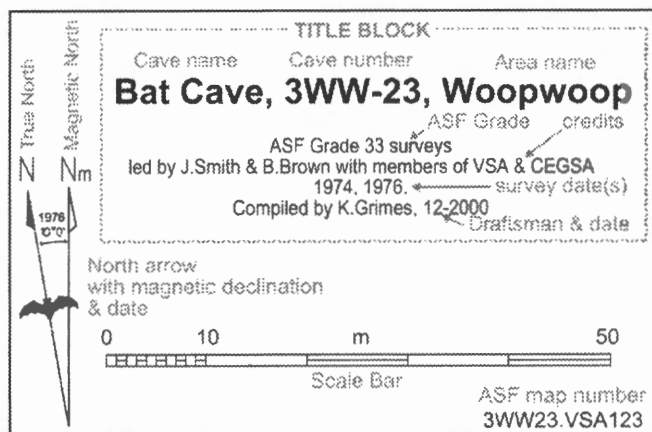 TITLE BLOCK
Cave name Cave number Area name
Bat Cave, 3WW-23, Woopwoop
ASF Grade credits
ASF Grade 33 surveys
led by J.Smith & B.Brown with members of VSA & CEGSA
1974, 1976. survey date(s)
Compiled by K.Grimes, 12-2000
Draftsman & date
True North
Magnetic North
N Nm
1976
North arrow
with magnetic declination
& date
0 10 m 50
Scale Bar
ASF map number
3WW23.VSA123